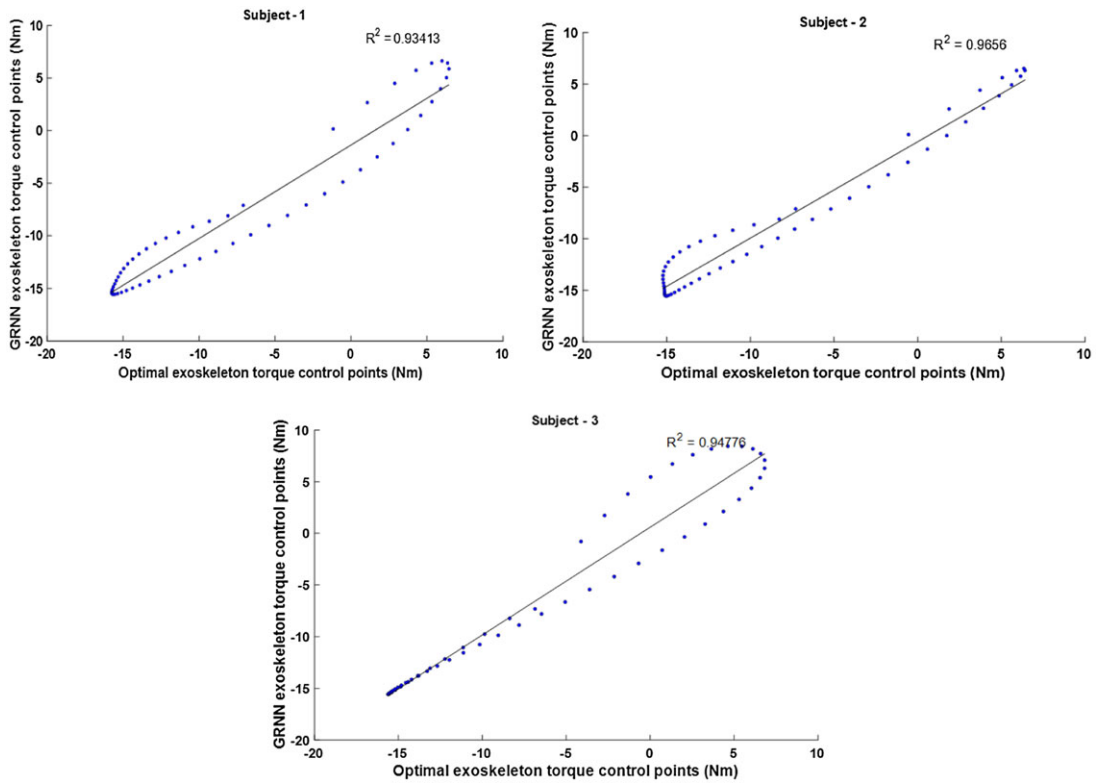 Subject - 1
R² = 0.93413
GRNN exoskeleton torque control points (Nm)
10
5
0
-5
-10
-15
-20
-20 -15 -10 -5 0 5 10
Optimal exoskeleton torque control points (Nm)
Subject - 2
R² = 0.9656
GRNN exoskeleton torque control points (Nm)
10
5
0
-5
-10
-15
-20
-20 -15 -10 -5 0 5 10
Optimal exoskeleton torque control points (Nm)
Subject - 3
R² = 0.94776
GRNN exoskeleton torque control points (Nm)
10
5
0
-5
-10
-15
-20
-20 -15 -10 -5 0 5 10
Optimal exoskeleton torque control points (Nm)